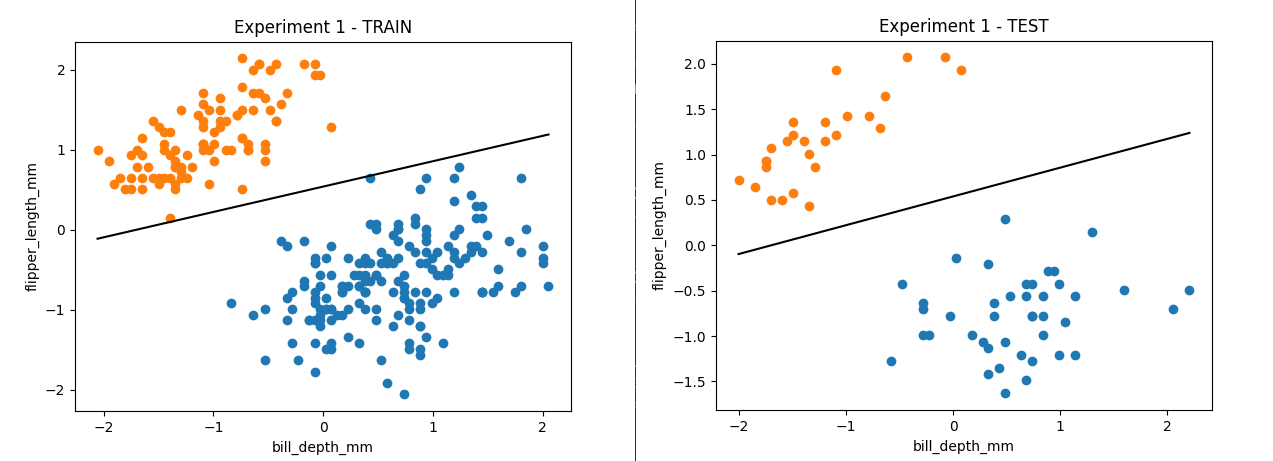 Experiment 1 - TRAIN
2
1
0
−1
−2
flipper_length_mm
−2 −1 0 1 2
bill_depth_mm
Experiment 1 - TEST
2.0
1.5
1.0
0.5
0.0
−0.5
−1.0
−1.5
flipper_length_mm
−2 −1 0 1 2
bill_depth_mm